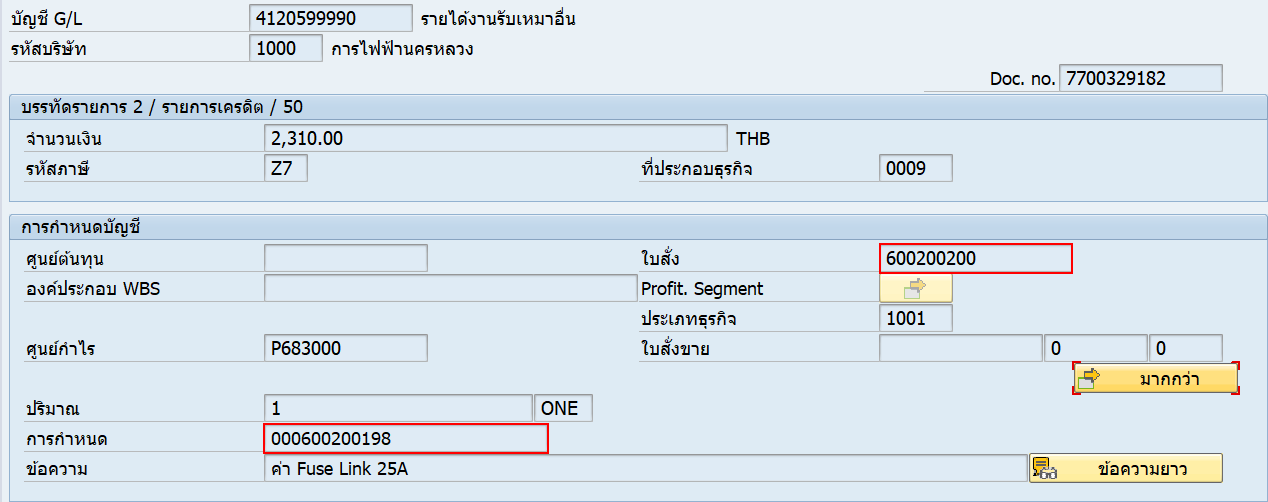 บัญชี G/L 4120599990 รายได้งานรับเหมาอื่น
รหัสบริษัท 1000 การไฟฟ้านครหลวง
Doc. no. 7700329182
บรรทัดรายการ 2 / รายการเครดิต / 50
จำนวนเงิน 2,310.00 THB
รหัสภาษี Z7 ที่ประกอบธุรกิจ 0009
การกำหนดบัญชี
ศูนย์ต้นทุน ใบสั่ง 600200200
องค์ประกอบ WBS Profit. Segment
ประเภทธุรกิจ 1001
ศูนย์กำไร P683000 ใบสั่งขาย 0 0
มากกว่า
ปริมาณ 1 ONE
การกำหนด 000600200198
ข้อความ ค่า Fuse Link 25A ข้อความยาว